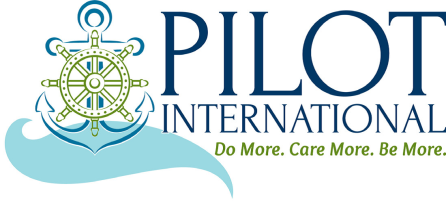 PILOT
INTERNATIONAL
Do More. Care More. Be More.